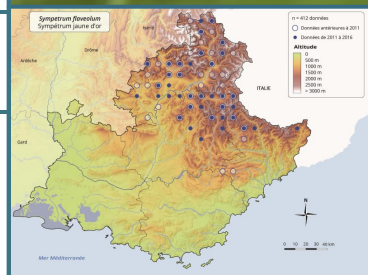 Sympetrum flaveolum
Sympétrum jaune d'or
Isère
Drôme
Ardèche
Gard
ITALIE
Mer Méditerranée
n = 412 données
Données antérieures à 2011
Données de 2011 à 2016
Altitude
0
500 m
1000 m
1500 m
2000 m
2500 m
> 3000 m
N
0 10 20 30 40 km